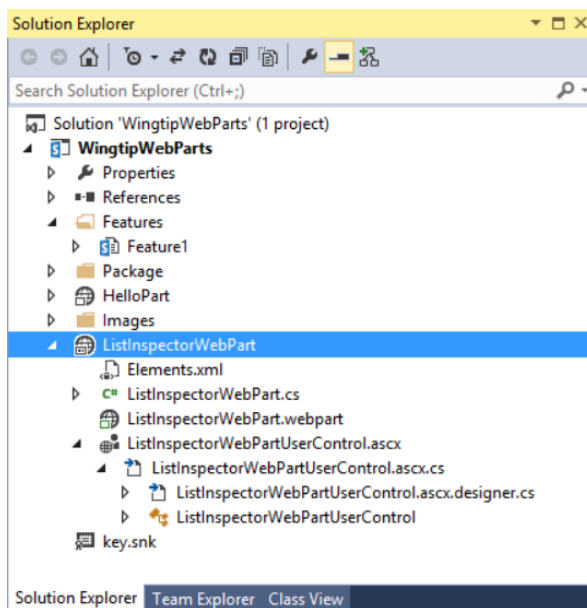 Solution Explorer
Search Solution Explorer (Ctrl+;)
Solution 'WingtipWebParts' (1 project)
WingtipWebParts
Properties
References
Features
Feature1
Package
HelloPart
Images
ListInspectorWebPart
Elements.xml
C# ListInspectorWebPart.cs
ListInspectorWebPart.webpart
ListInspectorWebPartUserControl.ascx
ListInspectorWebPartUserControl.ascx.cs
ListInspectorWebPartUserControl.ascx.designer.cs
ListInspectorWebPartUserControl
key.snk
Solution Explorer Team Explorer Class View